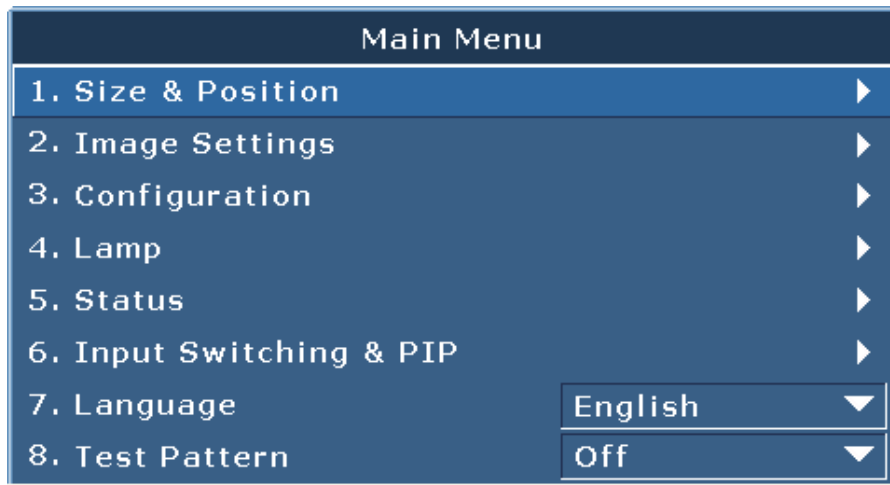 Main Menu
1. Size & Position
2. Image Settings
3. Configuration
4. Lamp
5. Status
6. Input Switching & PIP
7. Language English
8. Test Pattern Off